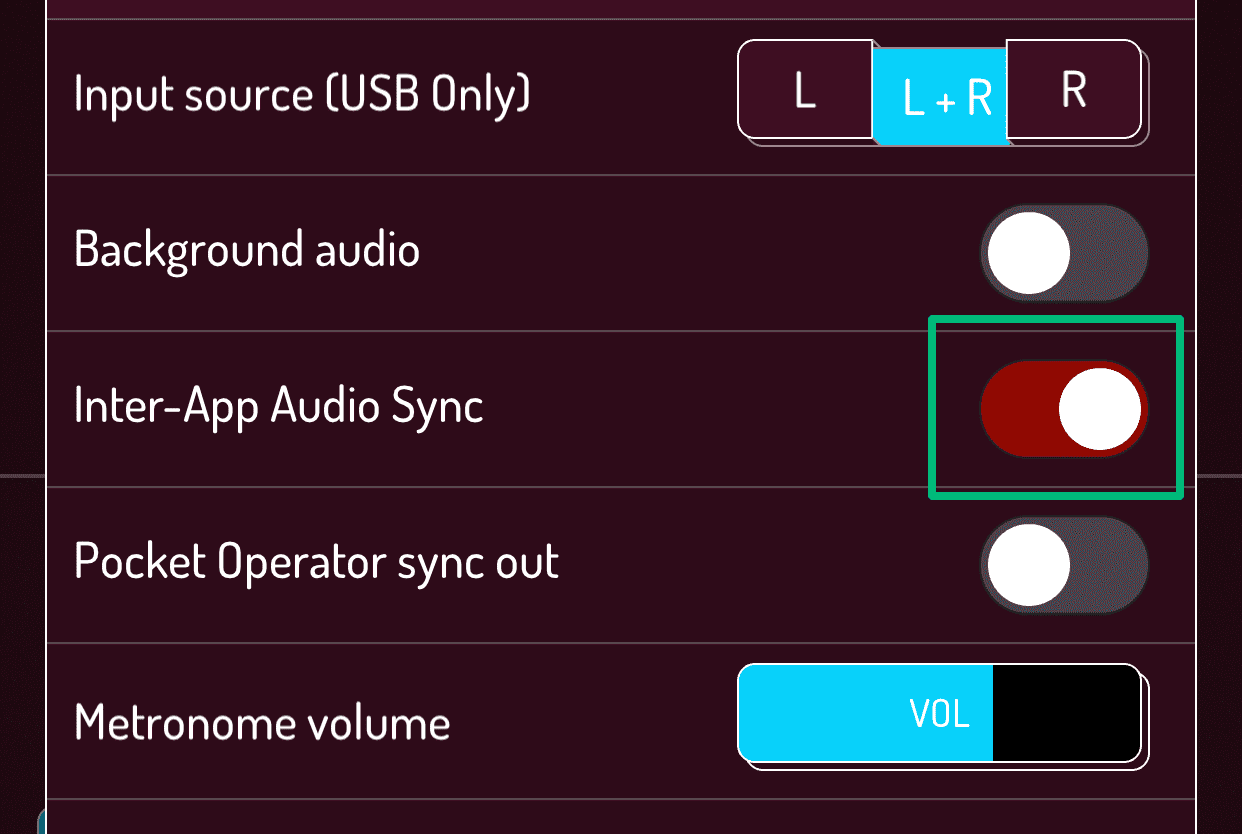 Input source (USB Only)
L
L + R
R
Background audio
Inter-App Audio Sync
Pocket Operator sync out
Metronome volume
VOL